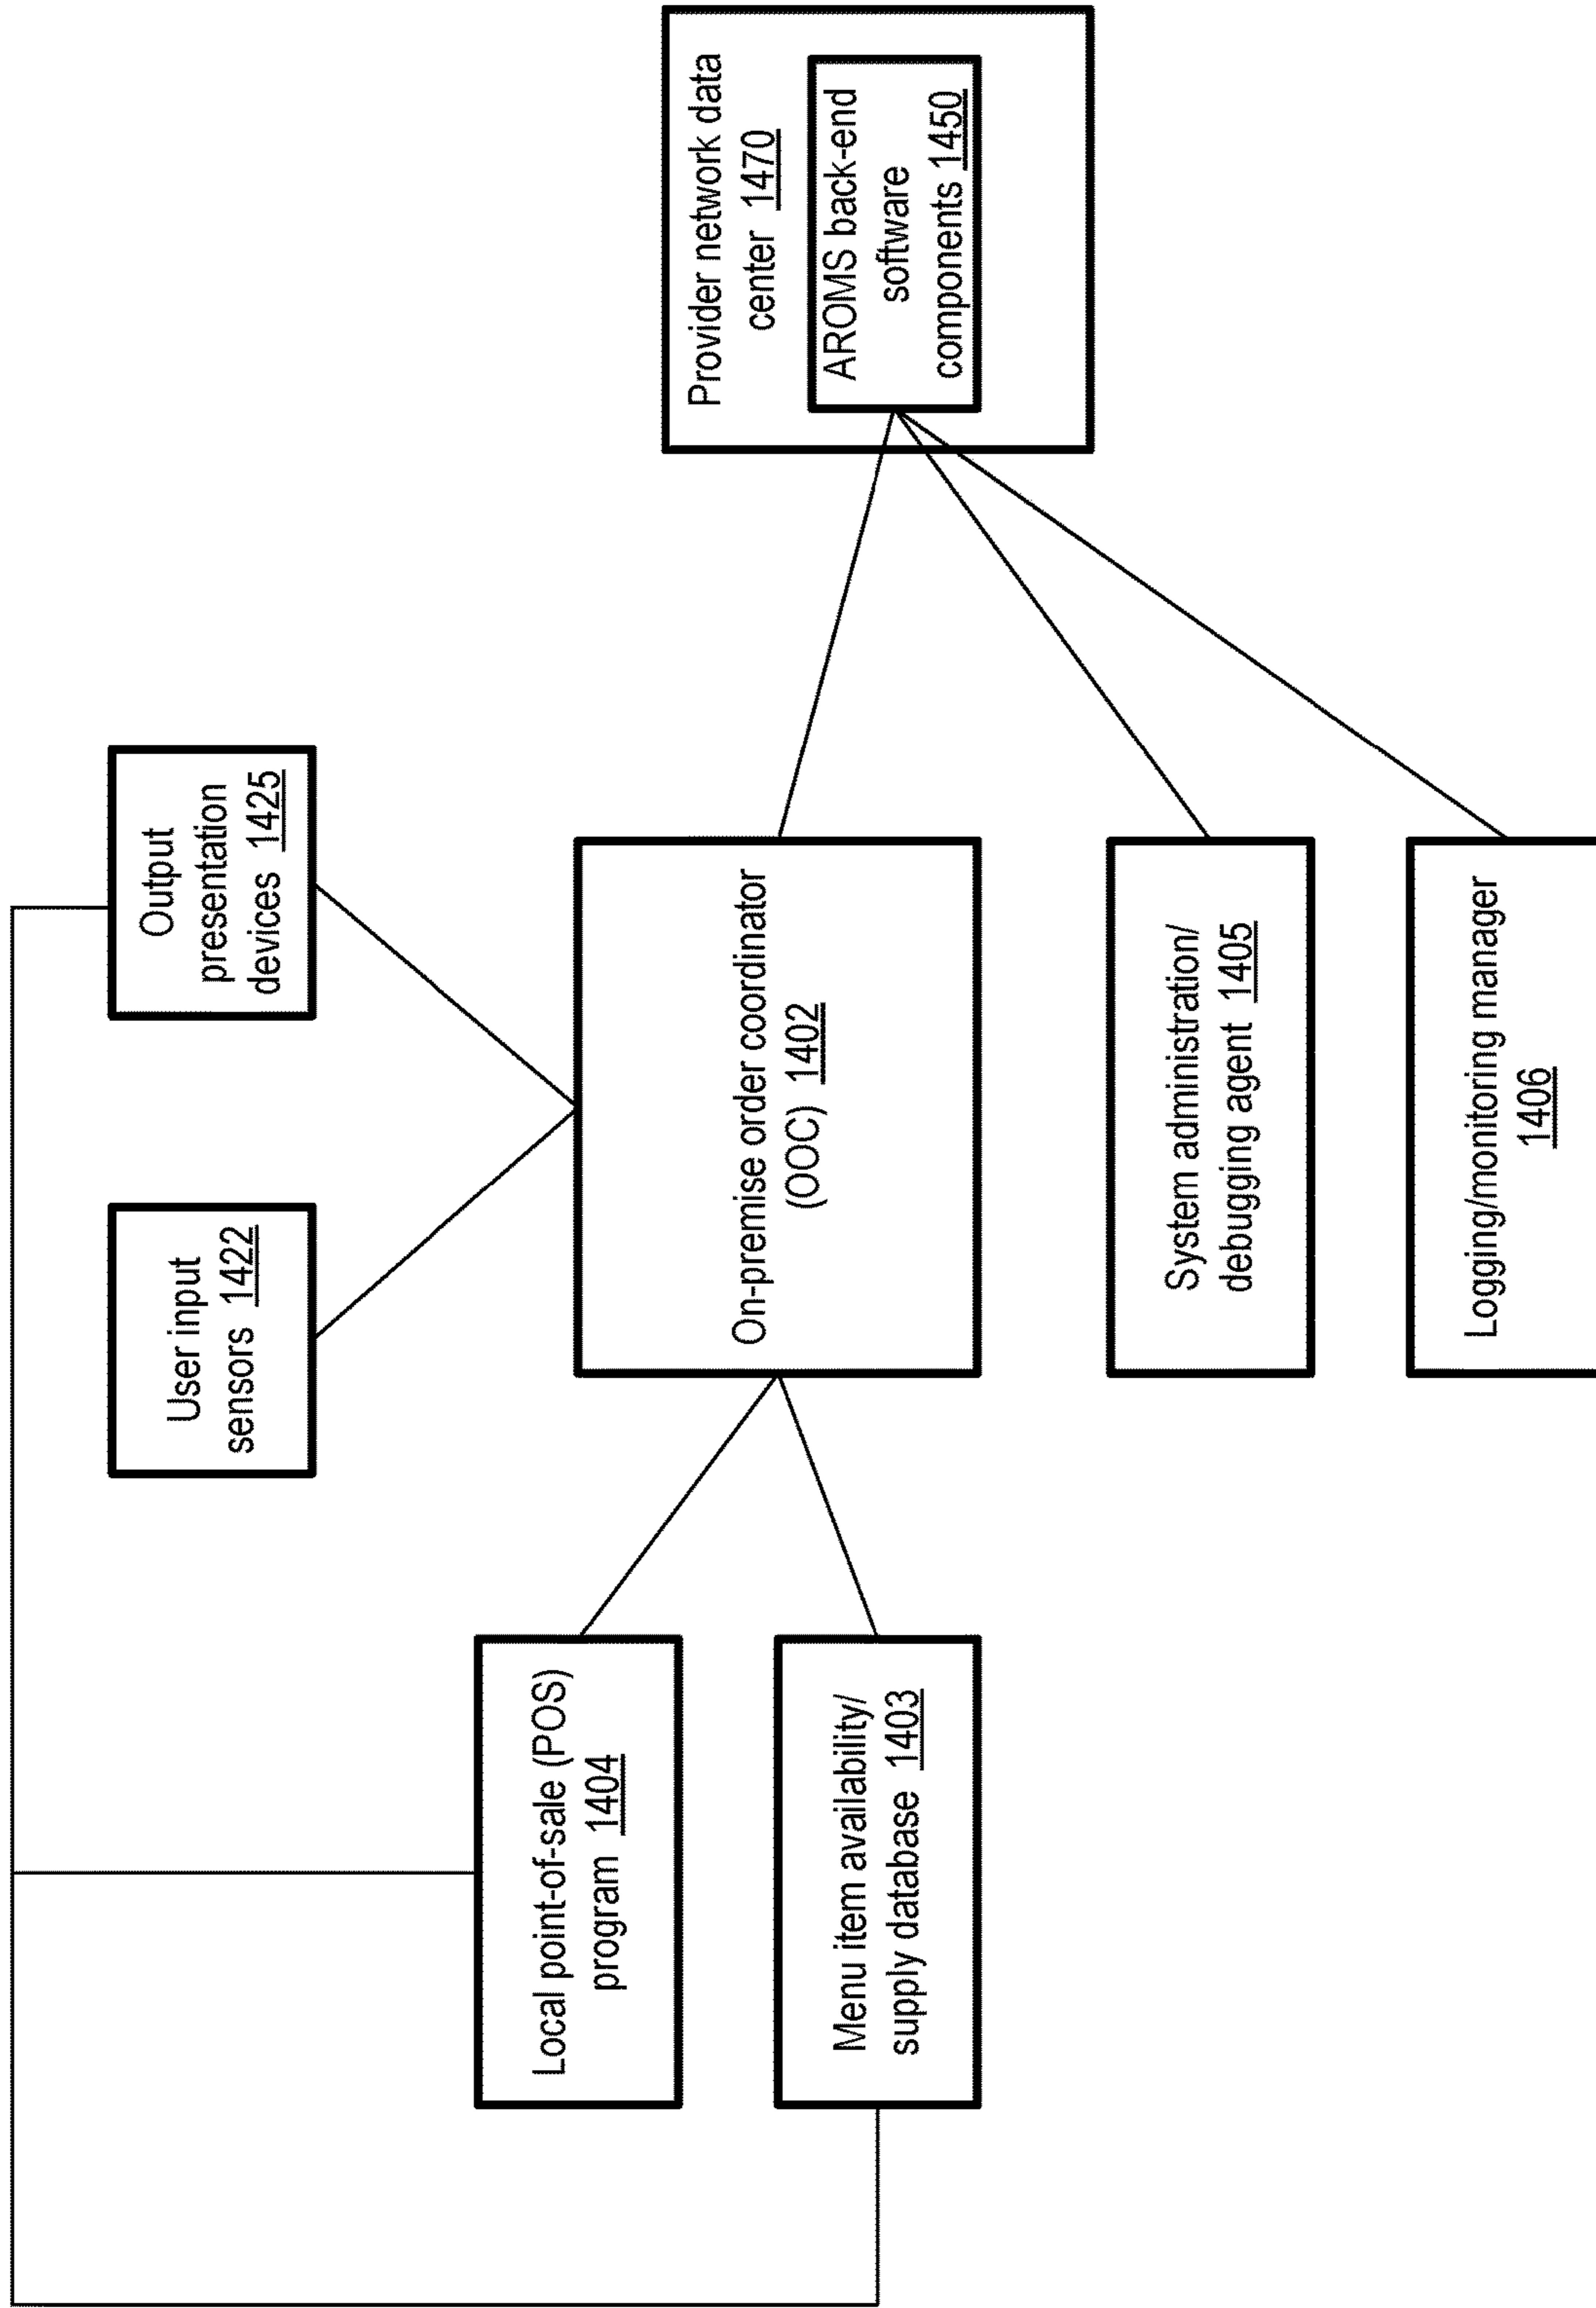 User input
sensors 1422
Output
presentation
devices 1425
Local point-of-sale (POS)
program 1404
Menu item availability/
supply database 1403
On-premise order coordinator
(OOC) 1402
System administration/
debugging agent 1405
Logging/monitoring manager
1406
Provider network data
center 1470
AROMS back-end
software
components 1450